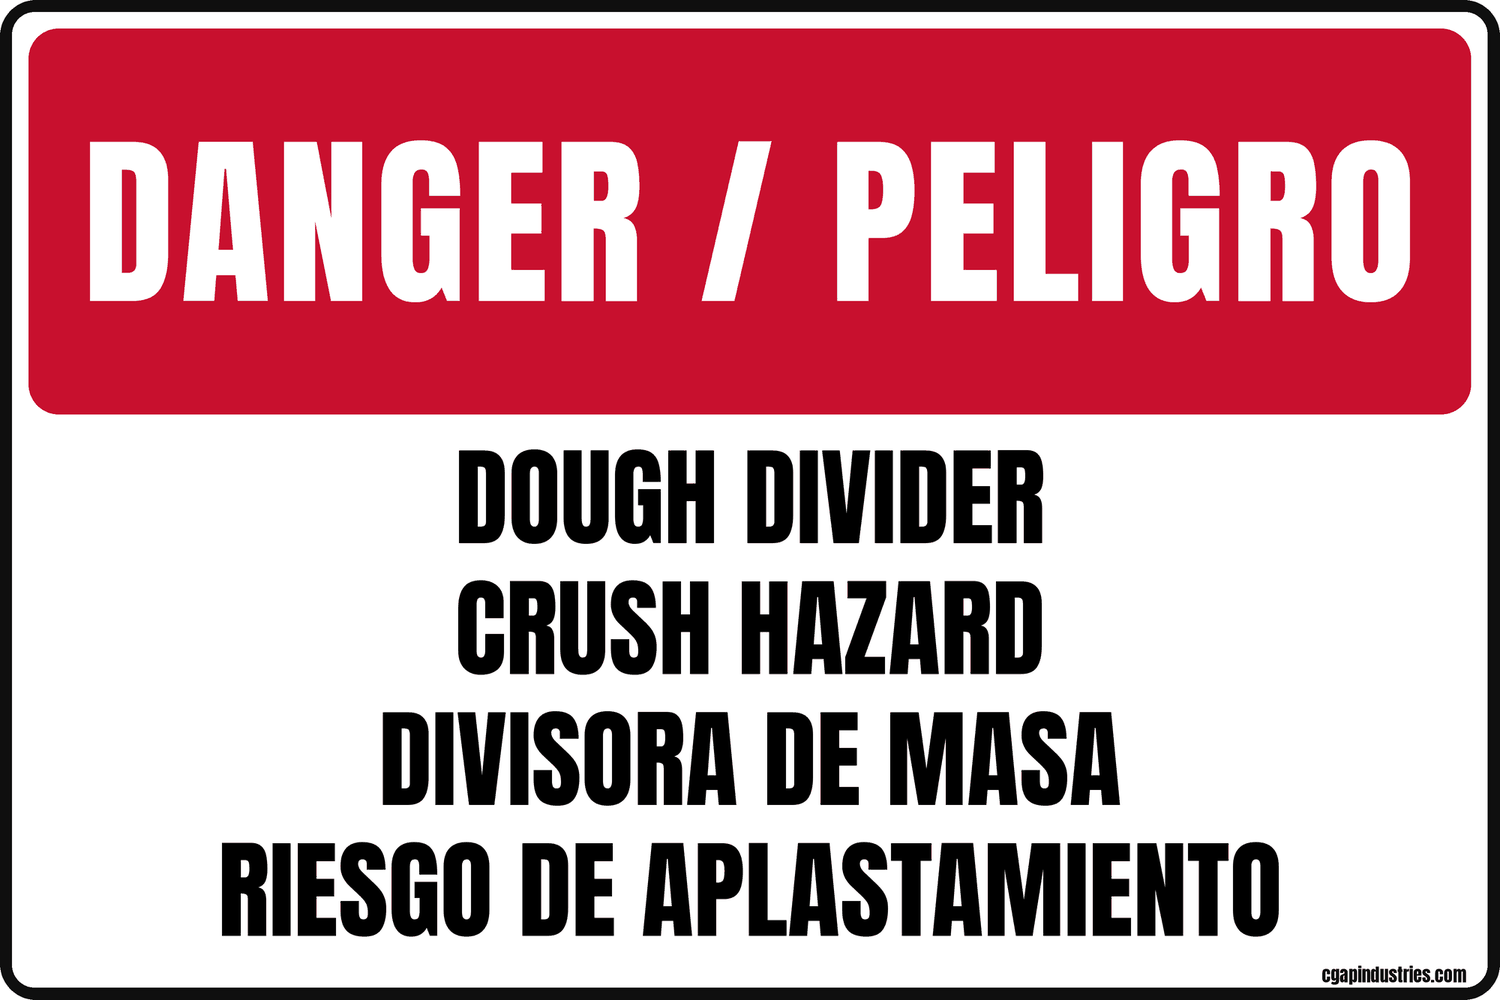 DANGER / PELIGRO
DOUGH DIVIDER
CRUSH HAZARD
DIVISORA DE MASA
RIESGO DE APLASTAMIENTO
cgapindustries.com